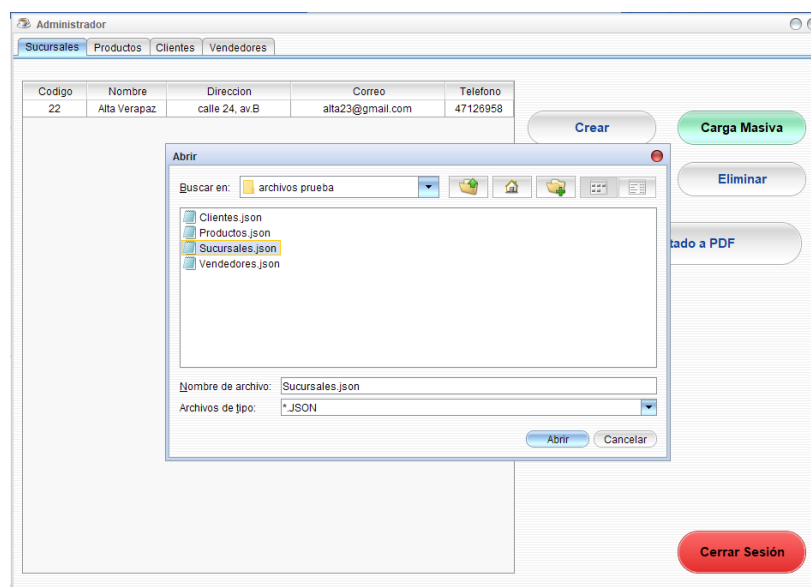 Administrador
Sucursales Productos Clientes Vendedores
Codigo Nombre Direccion Correo Telefono
22 Alta Verapaz calle 24, av.B alta23@gmail.com 47126958
Crear Carga Masiva
Abrir
Buscar en: archivos prueba
Eliminar
Clientes.json
Productos.json
Sucursales.json
Vendedores.json
tado a PDF
Nombre de archivo: Sucursales.json
Archivos de tipo: *.JSON
Abrir Cancelar
Cerrar Sesión